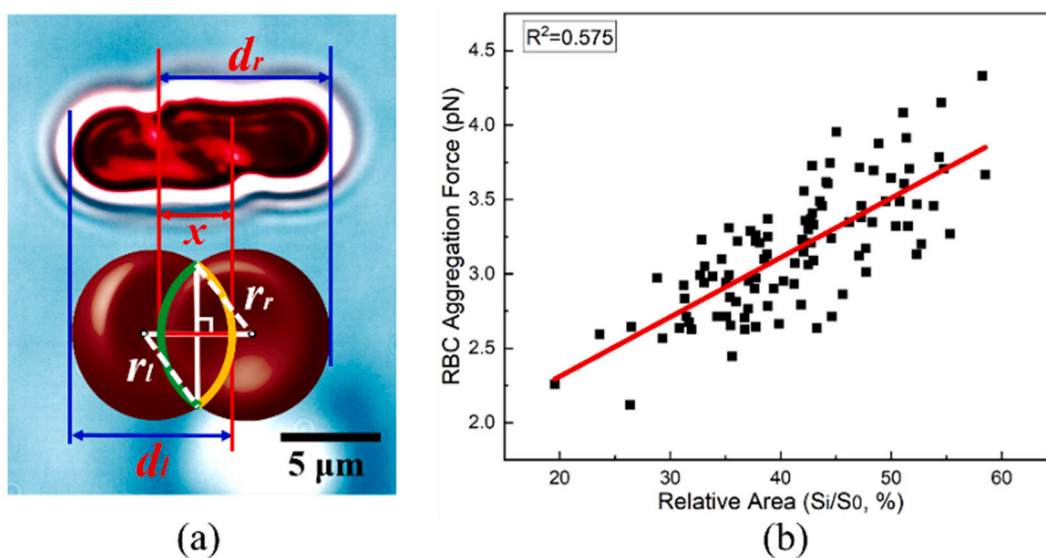 dr
x
rr
rl
dl
5 μm
(a)
R²=0.575
RBC Aggregation Force (pN)
4.5
4.0
3.5
3.0
2.5
2.0
20 30 40 50 60
Relative Area (Si/S0, %)
(b)